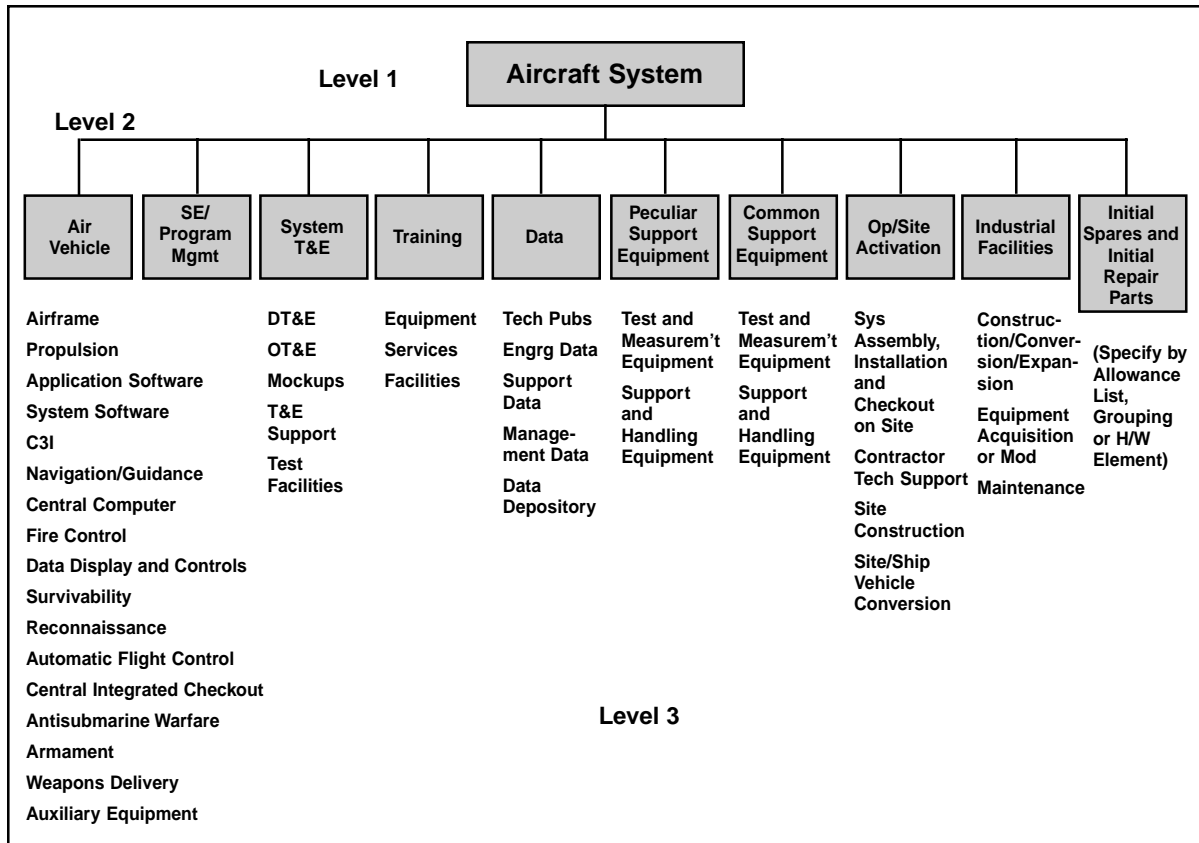 Aircraft System
Level 1
Level 2
Air
Vehicle
SE/
Program
Mgmt
System
T&E
Training
Data
Peculiar
Support
Equipment
Common
Support
Equipment
Op/Site
Activation
Industrial
Facilities
Initial
Spares and
Initial
Repair
Parts
Airframe
Propulsion
Application Software
System Software
C3I
Navigation/Guidance
Central Computer
Fire Control
Data Display and Controls
Survivability
Reconnaissance
Automatic Flight Control
Central Integrated Checkout
Antisubmarine Warfare
Armament
Weapons Delivery
Auxiliary Equipment
DT&E
OT&E
Mockups
T&E
Support
Test
Facilities
Equipment
Services
Facilities
Tech Pubs
Engrg Data
Support
Data
Manage-
ment Data
Data
Depository
Test and
Measurem't
Equipment
Support
and
Handling
Equipment
Test and
Measurem't
Equipment
Support
and
Handling
Equipment
Sys
Assembly,
Installation
and
Checkout
on Site
Contractor
Tech Support
Site
Construction
Site/Ship
Vehicle
Conversion
Construc-
tion/Conver-
sion/Expan-
sion
Equipment
Acquisition
or Mod
Maintenance
(Specify by
Allowance
List,
Grouping
or H/W
Element)
Level 3